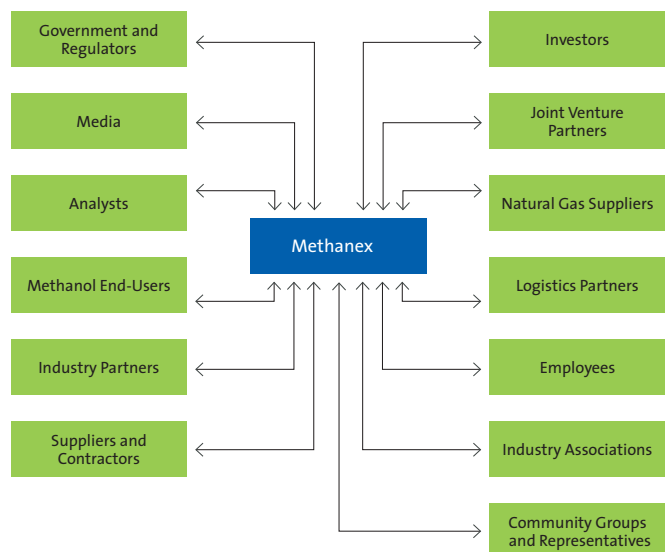 Government and
Regulators
Investors
Media
Joint Venture
Partners
Analysts
Natural Gas Suppliers
Methanex
Methanol End-Users
Logistics Partners
Industry Partners
Employees
Suppliers and
Contractors
Industry Associations
Community Groups
and Representatives